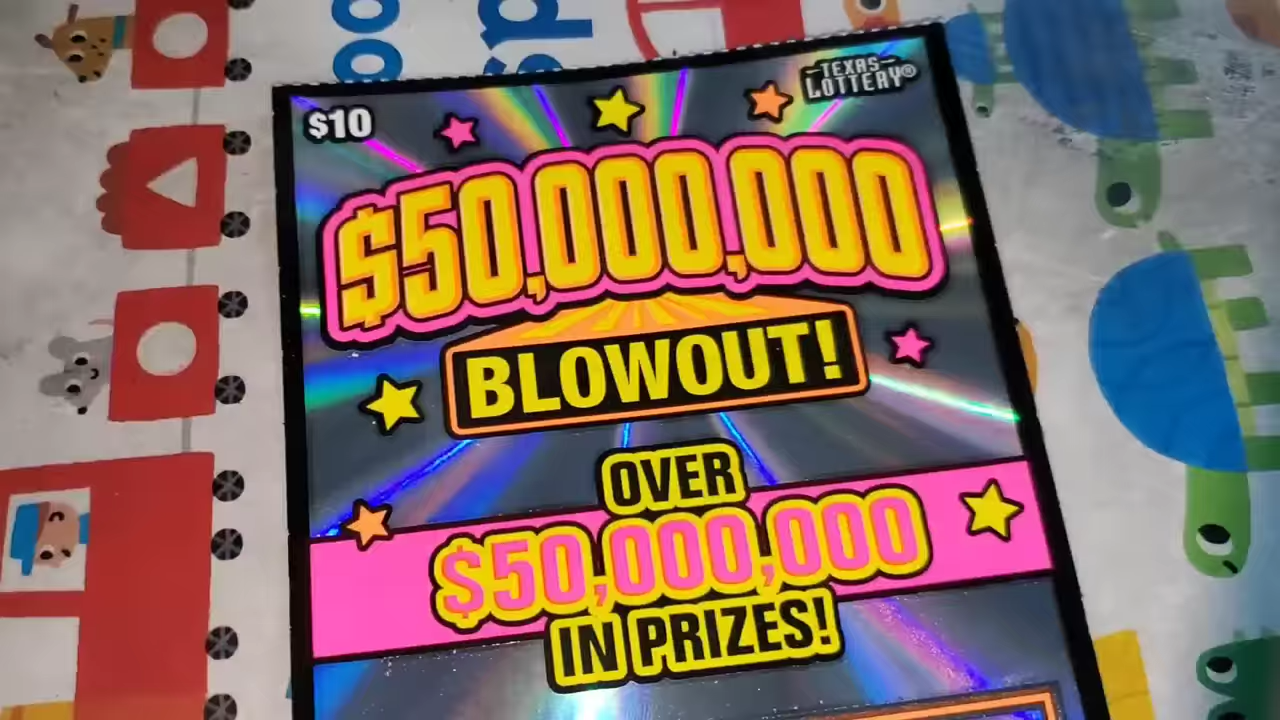 TEXAS
LOTTERY®
$10
$50,000,000
BLOWOUT!
OVER
$50,000,000
IN PRIZES!